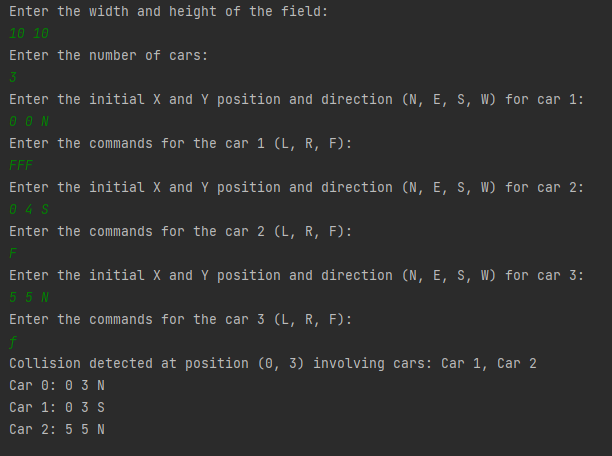 Enter the width and height of the field:
10 10
Enter the number of cars:
3
Enter the initial X and Y position and direction (N, E, S, W) for car 1:
0 0 N
Enter the commands for the car 1 (L, R, F):
FFF
Enter the initial X and Y position and direction (N, E, S, W) for car 2:
0 4 S
Enter the commands for the car 2 (L, R, F):
F
Enter the initial X and Y position and direction (N, E, S, W) for car 3:
5 5 N
Enter the commands for the car 3 (L, R, F):
f
Collision detected at position (0, 3) involving cars: Car 1, Car 2
Car 0: 0 3 N
Car 1: 0 3 S
Car 2: 5 5 N